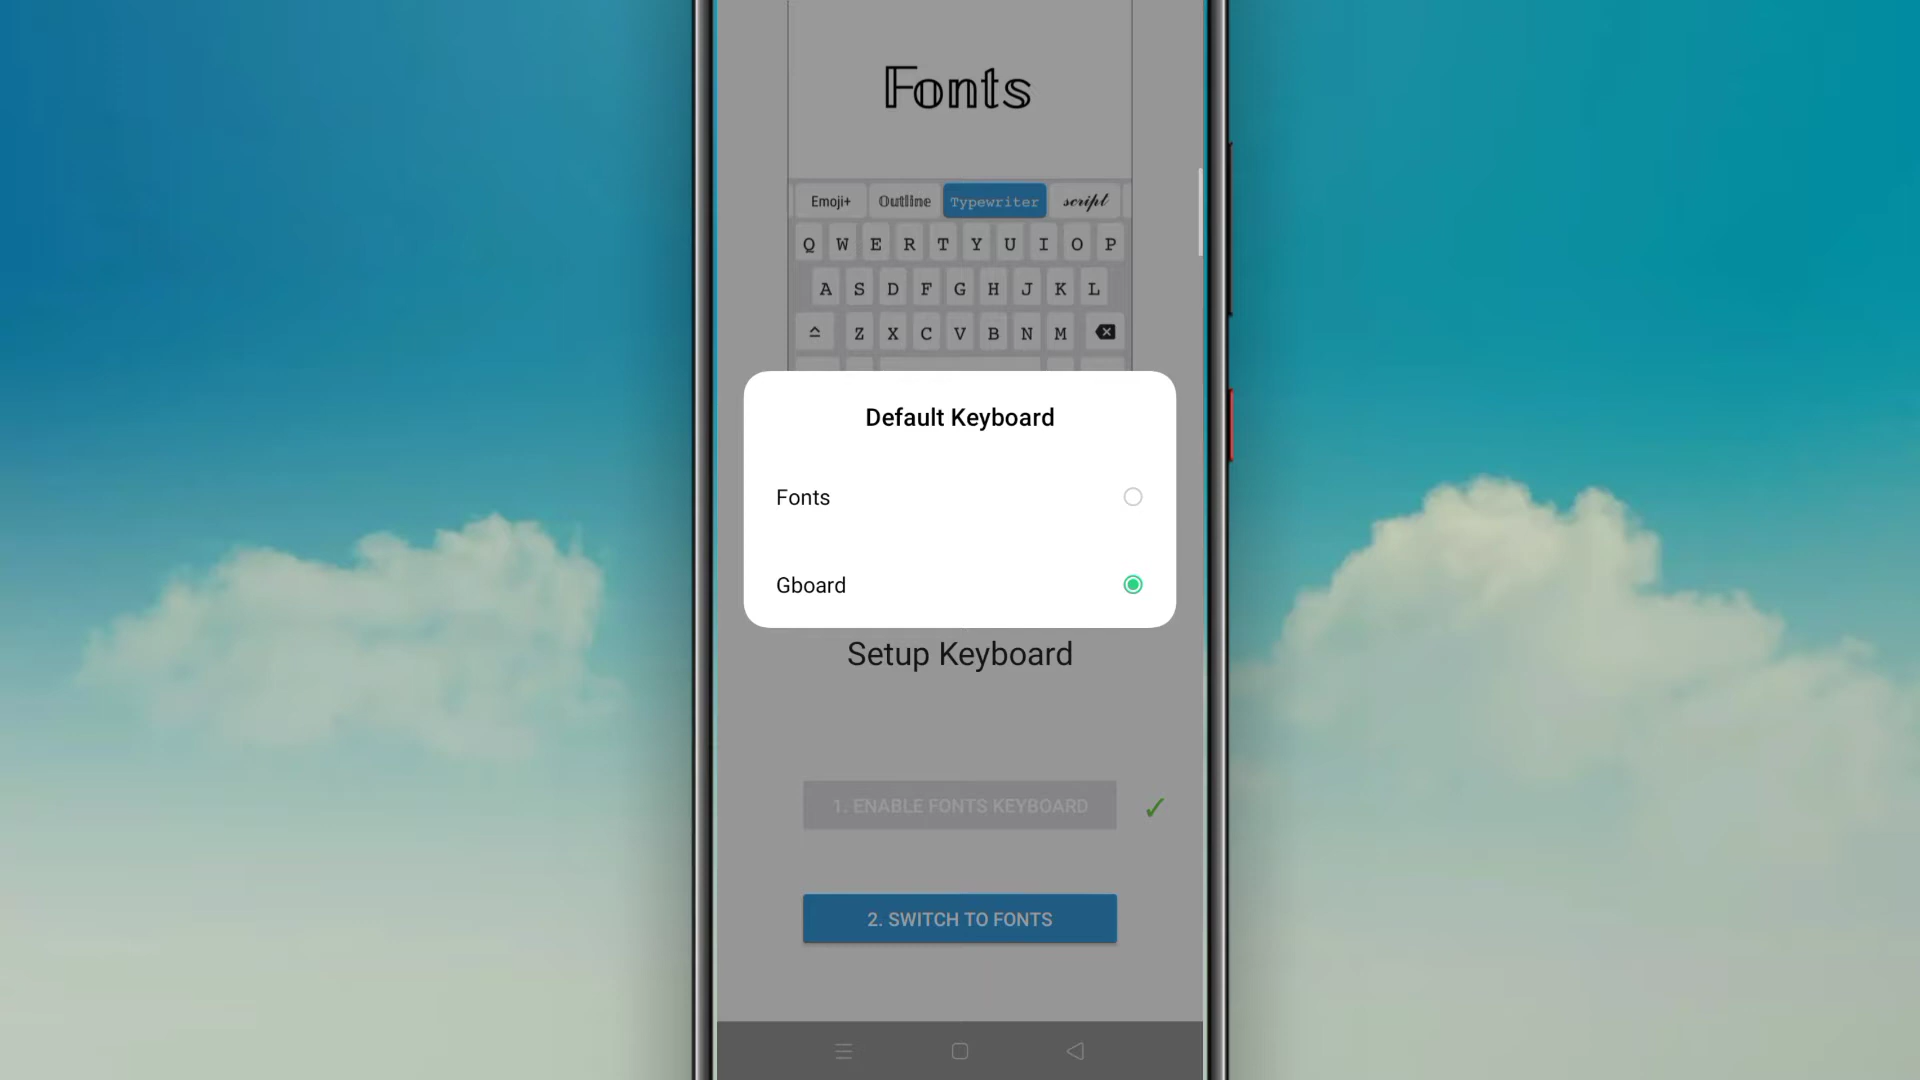 Fonts
Emoji+ Outline Typewriter script
Q W E R T Y U I O P
A S D F G H J K L
Z X C V B N M
Default Keyboard
Fonts
Gboard
Setup Keyboard
1. ENABLE FONTS KEYBOARD ✓
2. SWITCH TO FONTS